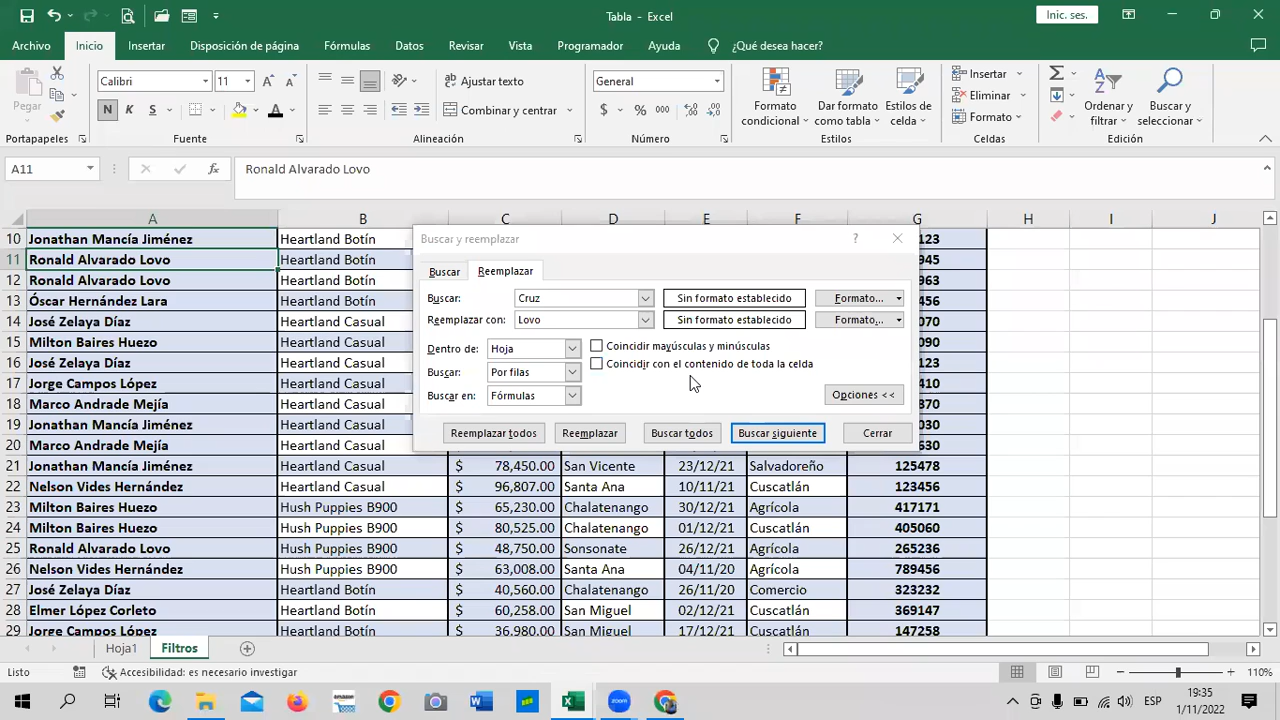 Tabla - Excel
Inic. ses.
Archivo Inicio Insertar Disposición de página Fórmulas Datos Revisar Vista Programador Ayuda ¿Qué desea hacer?
Pegar
Calibri 11
N K S
Ajustar texto
Combinar y centrar
General
$ % 000
Formato condicional
Dar formato como tabla
Estilos de celda
Insertar
Eliminar
Formato
Ordenar y filtrar
Buscar y seleccionar
Portapapeles Fuente Alineación Número Estilos Celdas Edición
A11 fx Ronald Alvarado Lovo
A B C D E F G H I J
10 Jonathan Mancía Jiménez Heartland Botín 123
11 Ronald Alvarado Lovo Heartland Botín 945
12 Ronald Alvarado Lovo Heartland Botín 963
13 Óscar Hernández Lara Heartland Botín 456
14 José Zelaya Díaz Heartland Casual 070
15 Milton Baires Huezo Heartland Casual 123
16 José Zelaya Díaz Heartland Casual 123
17 Jorge Campos López Heartland Casual 410
18 Marco Andrade Mejía Heartland Casual 370
19 Jonathan Mancía Jiménez Heartland Casual 030
20 Marco Andrade Mejía Heartland Casual 630
21 Jonathan Mancía Jiménez Heartland Casual $ 78,450.00 San Vicente 23/12/21 Salvadoreño 125478
22 Nelson Vides Hernández Heartland Casual $ 96,807.00 Santa Ana 10/11/21 Cuscatlán 123456
23 Milton Baires Huezo Hush Puppies B900 $ 65,230.00 Chalatenango 30/12/21 Agrícola 417171
24 Milton Baires Huezo Hush Puppies B900 $ 80,525.00 Chalatenango 01/12/21 Cuscatlán 405060
25 Ronald Alvarado Lovo Hush Puppies B900 $ 48,750.00 Sonsonate 26/12/21 Agrícola 265236
26 Nelson Vides Hernández Hush Puppies B900 $ 63,008.00 Santa Ana 04/11/20 Agrícola 789456
27 José Zelaya Díaz Heartland Botín $ 40,560.00 Chalatenango 26/11/20 Comercio 323232
28 Elmer López Corleto Heartland Botín $ 60,258.00 San Miguel 02/12/21 Cuscatlán 369147
29 Jorge Campos López Heartland Botín $ 36,980.00 San Miguel 17/12/21 Cuscatlán 147258
Buscar y reemplazar ?
Buscar Reemplazar
Buscar: Cruz Sin formato establecido Formato...
Reemplazar con: Lovo Sin formato establecido Formato...
Dentro de: Hoja Coincidir mayúsculas y minúsculas
Coincidir con el contenido de toda la celda
Buscar: Por filas
Buscar en: Fórmulas Opciones <<
Reemplazar todos Reemplazar Buscar todos Buscar siguiente Cerrar
Hoja1 Filtros
Listo Accesibilidad: es necesario investigar 110%
zoom
ESP
19:35
1/11/2022